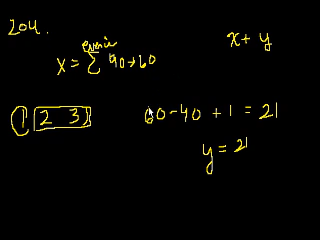 204.
x + y
x = Σ 40→60
1 2 3
60-40 + 1 = 21
y = 21